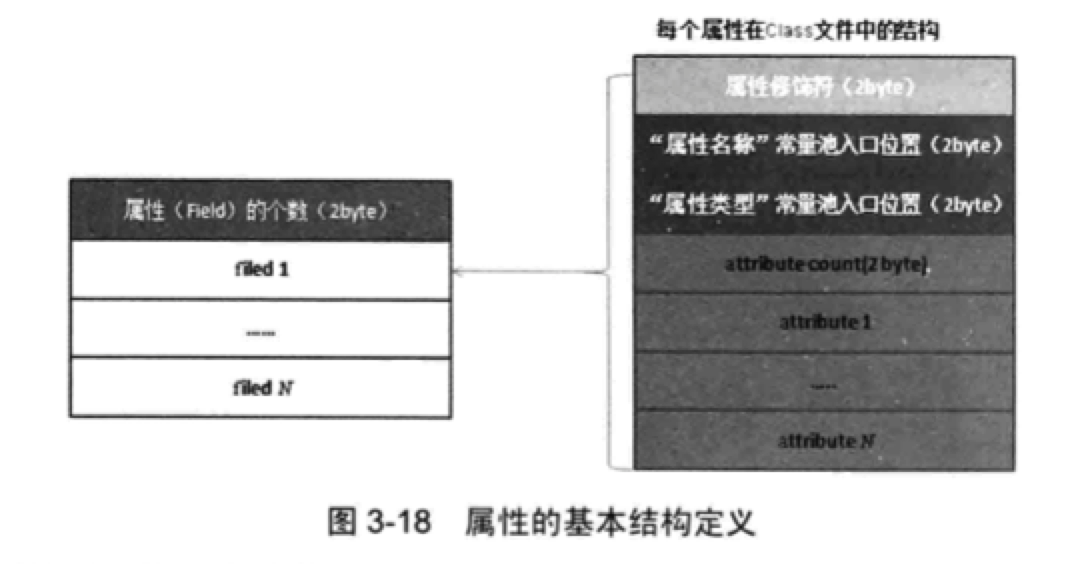 每个属性在Class文件中的结构
属性修饰符（2byte）
“属性名称”常量池入口位置（2byte）
“属性类型”常量池入口位置（2byte）
attribute count(2 byte)
attribute 1
......
attribute N
属性（Field）的个数（2byte）
filed 1
......
filed N
图 3-18 属性的基本结构定义